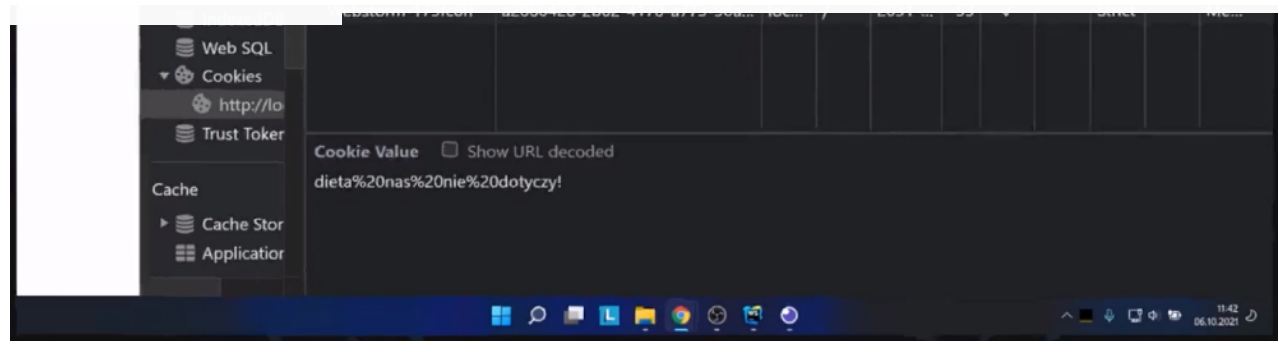 Web SQL
Cookies
http://lo
Trust Token
Cache
Cache Stor
Application
Cookie Value Show URL decoded
dieta%20nas%20nie%20dotyczy!
11:42
06.10.2021